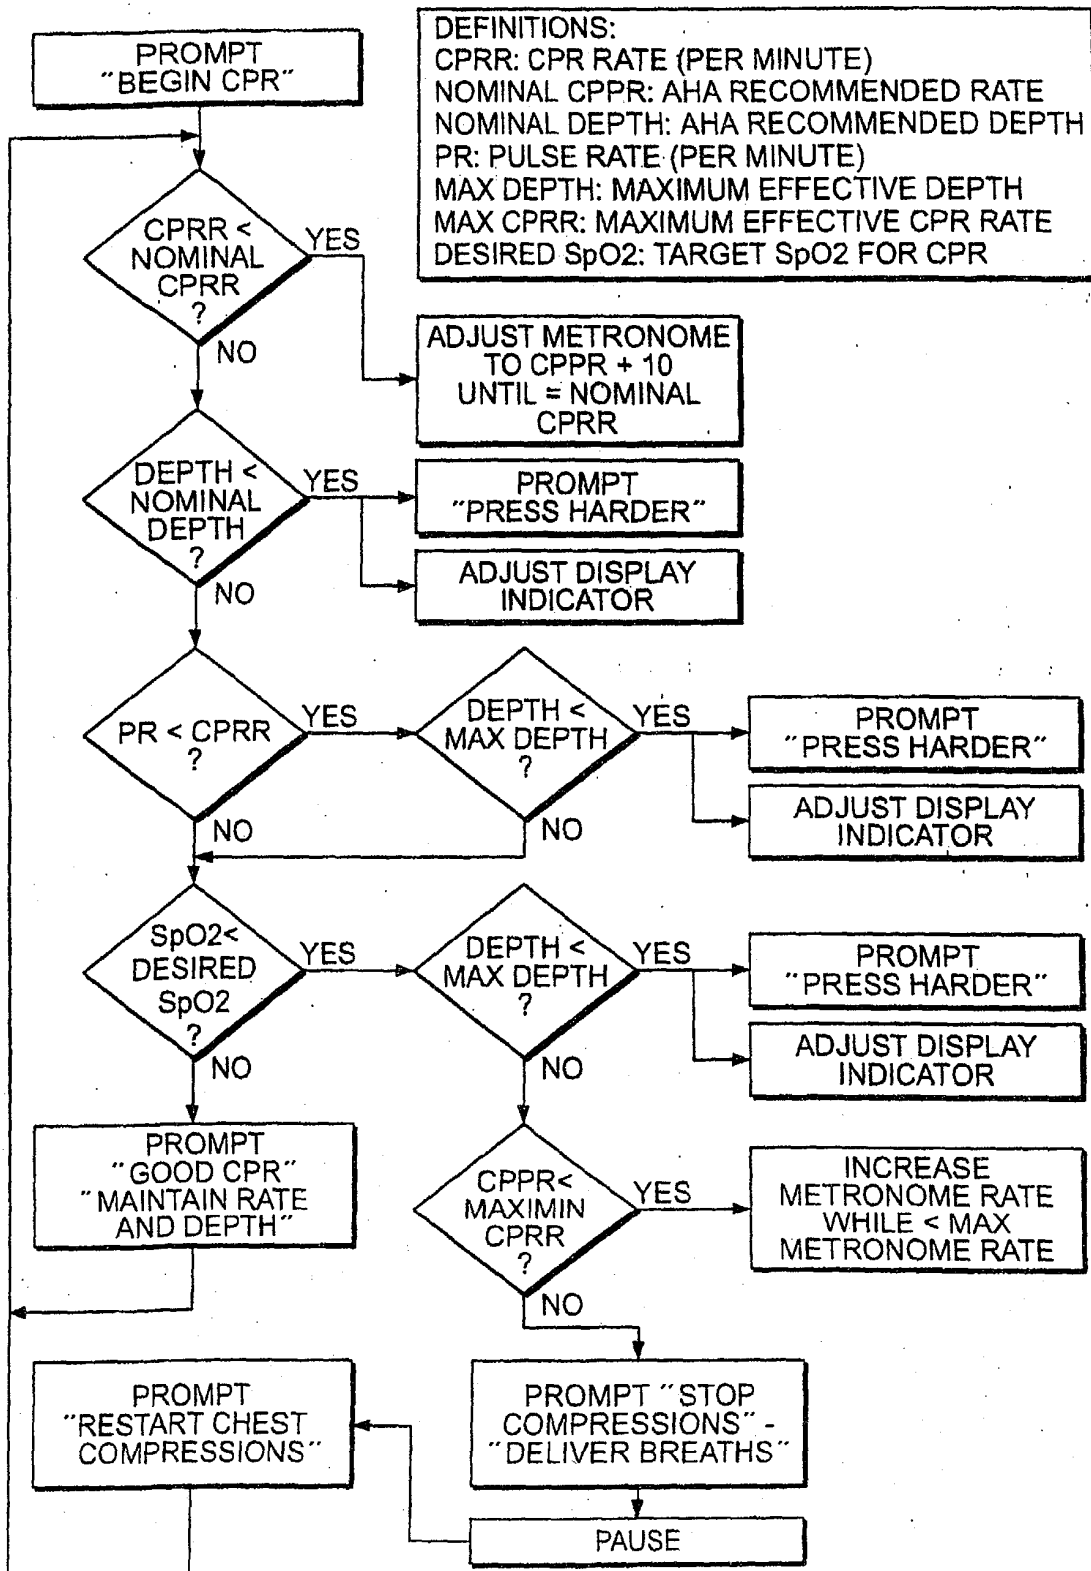 PROMPT
"BEGIN CPR"
DEFINITIONS:
CPRR: CPR RATE (PER MINUTE)
NOMINAL CPPR: AHA RECOMMENDED RATE
NOMINAL DEPTH: AHA RECOMMENDED DEPTH
PR: PULSE RATE (PER MINUTE)
MAX DEPTH: MAXIMUM EFFECTIVE DEPTH
MAX CPRR: MAXIMUM EFFECTIVE CPR RATE
DESIRED SpO2: TARGET SpO2 FOR CPR
CPRR <
NOMINAL
CPRR
?
YES
NO
ADJUST METRONOME
TO CPPR + 10
UNTIL = NOMINAL
CPRR
DEPTH <
NOMINAL
DEPTH
?
YES
NO
PROMPT
"PRESS HARDER"
ADJUST DISPLAY
INDICATOR
PR < CPRR
?
YES
NO
DEPTH <
MAX DEPTH
?
YES
NO
PROMPT
"PRESS HARDER"
ADJUST DISPLAY
INDICATOR
SpO2<
DESIRED
SpO2
?
YES
NO
DEPTH <
MAX DEPTH
?
YES
NO
PROMPT
"PRESS HARDER"
ADJUST DISPLAY
INDICATOR
PROMPT
"GOOD CPR"
"MAINTAIN RATE
AND DEPTH"
CPPR<
MAXIMIN
CPRR
?
YES
NO
INCREASE
METRONOME RATE
WHILE < MAX
METRONOME RATE
PROMPT
"RESTART CHEST
COMPRESSIONS"
PROMPT "STOP
COMPRESSIONS" -
"DELIVER BREATHS"
PAUSE